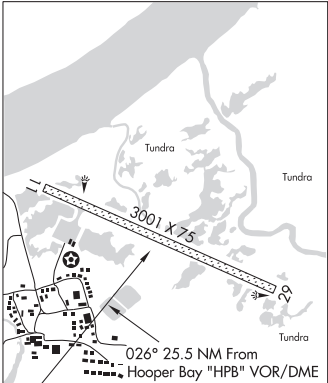 Tundra
Tundra
11
3001 X 75
29
Tundra
026° 25.5 NM From
Hooper Bay "HPB" VOR/DME